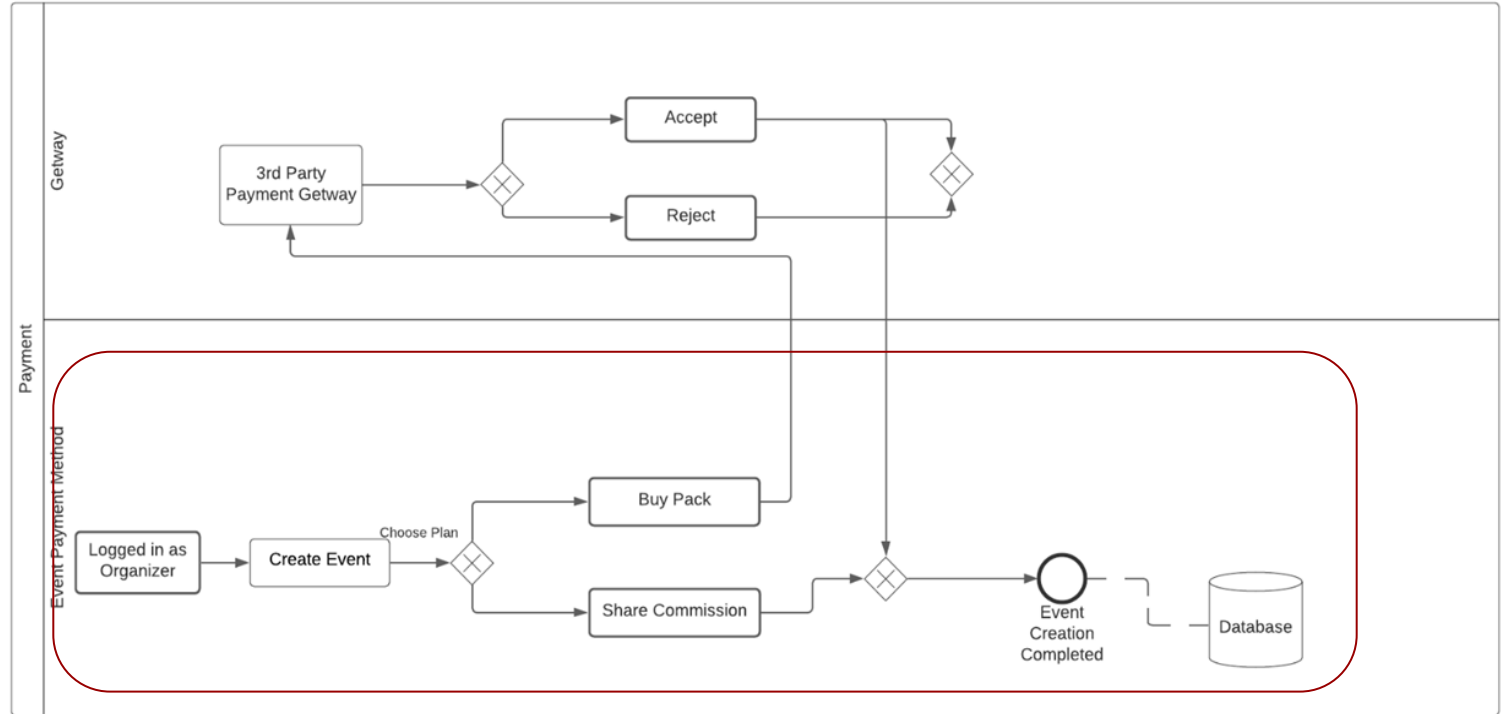 Payment
Getway
3rd Party
Payment Getway
Accept
Reject
Event Payment Method
Logged in as
Organizer
Create Event
Choose Plan
Buy Pack
Share Commission
Event
Creation
Completed
Database